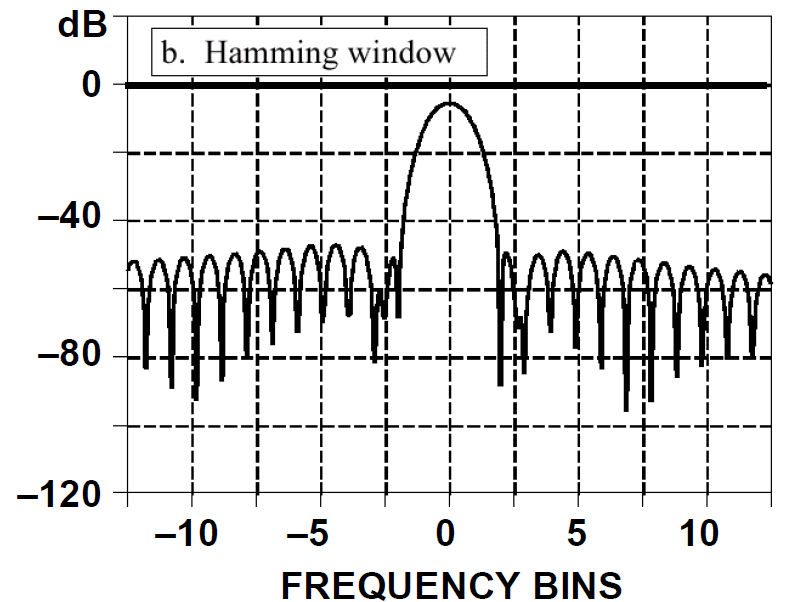 dB
b. Hamming window
0
–40
–80
–120
–10 –5 0 5 10
FREQUENCY BINS